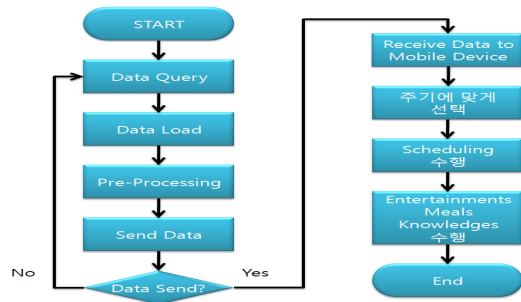 START
Data Query
Data Load
Pre-Processing
Send Data
Data Send?
No
Yes
Receive Data to
Mobile Device
주기에 맞게
선택
Scheduling
수행
Entertainments
Meals
Knowledges
수행
End